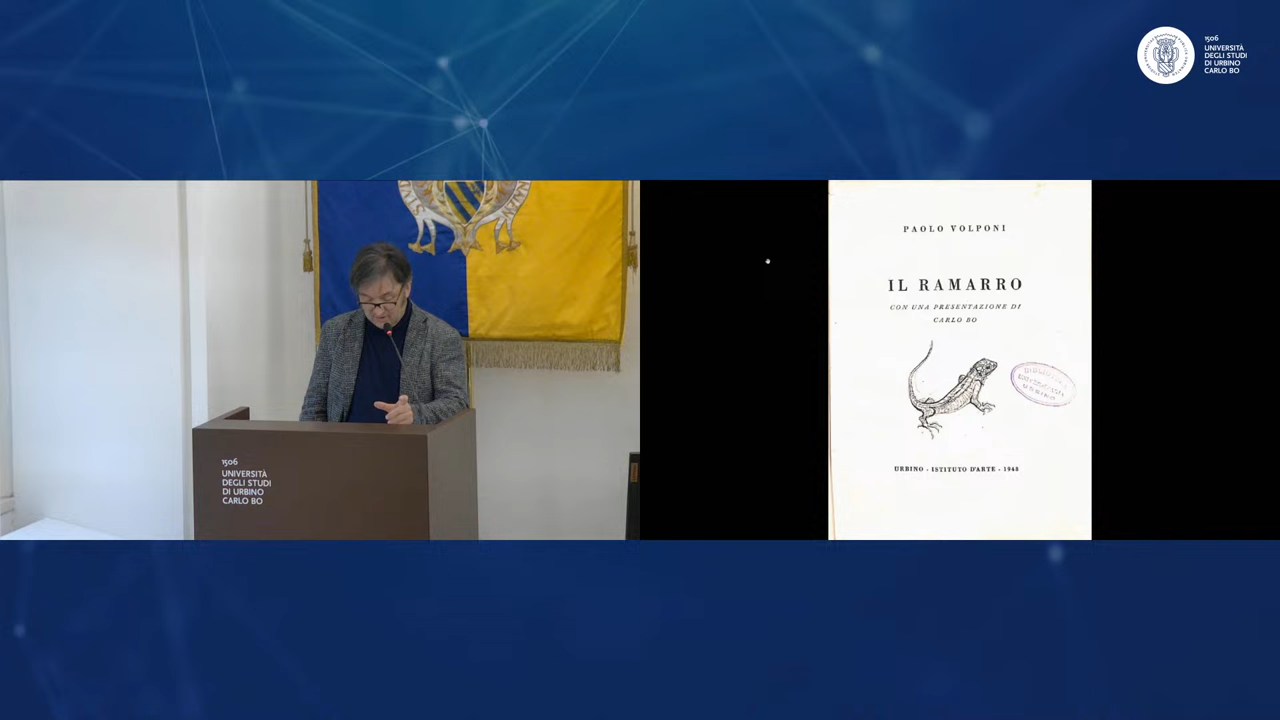 1506
UNIVERSITÀ
DEGLI STUDI
DI URBINO
CARLO BO
1506
UNIVERSITÀ
DEGLI STUDI
DI URBINO
CARLO BO
PAOLO VOLPONI
IL RAMARRO
CON UNA PRESENTAZIONE DI
CARLO BO
URBINO - ISTITUTO D'ARTE - 1948